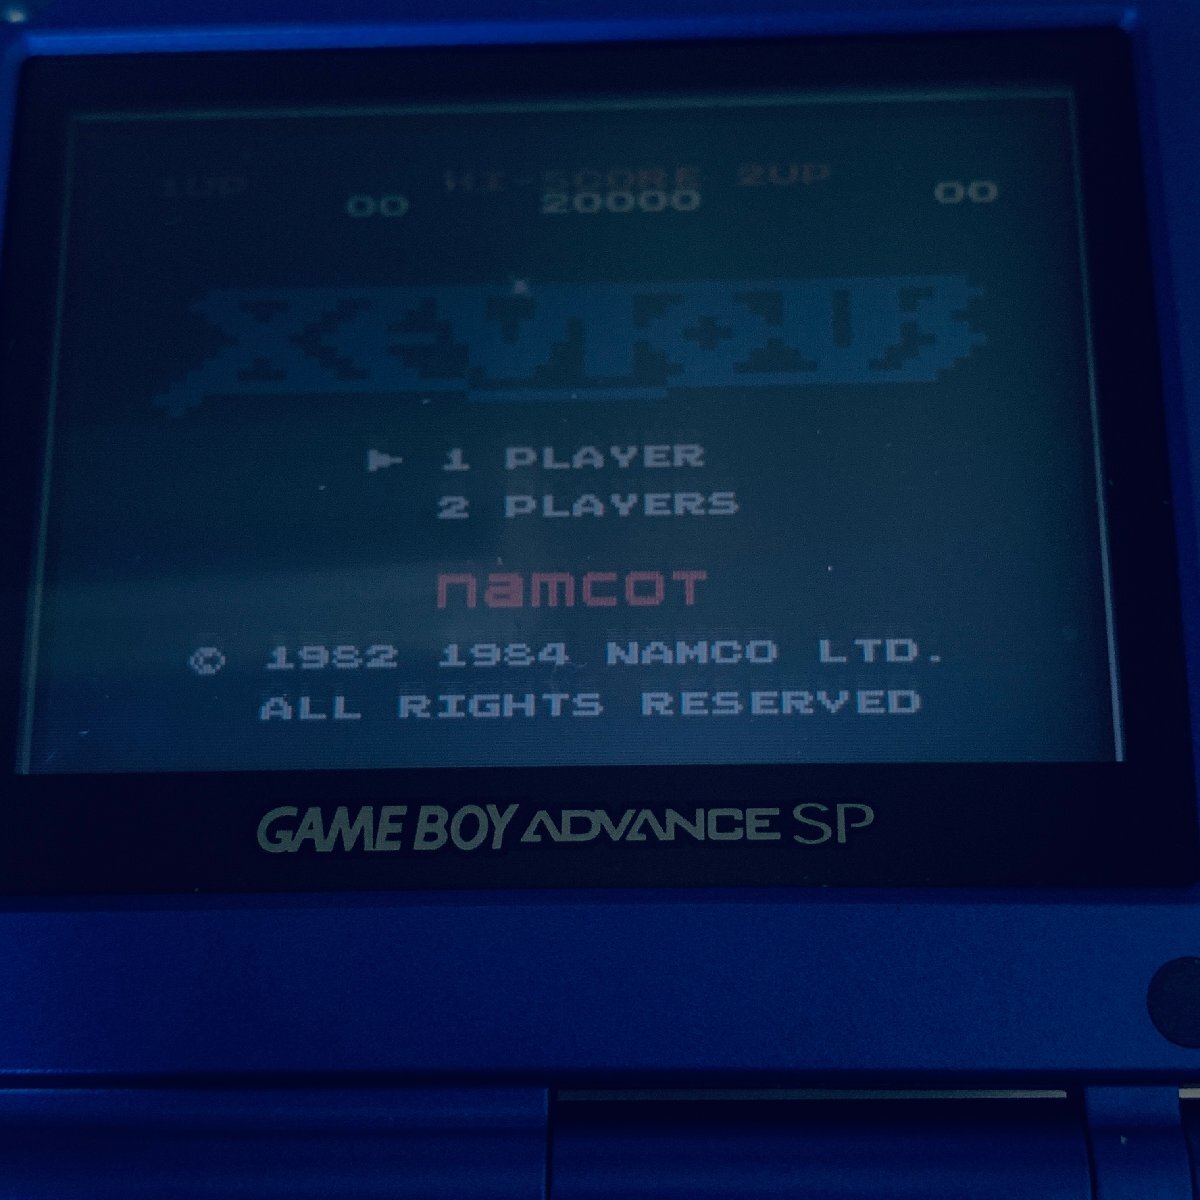 1UP HI-SCORE 2UP
00 20000 00
XEVIOUS
1 PLAYER
2 PLAYERS
namcot
© 1982 1984 NAMCO LTD.
ALL RIGHTS RESERVED
GAME BOY ADVANCE SP